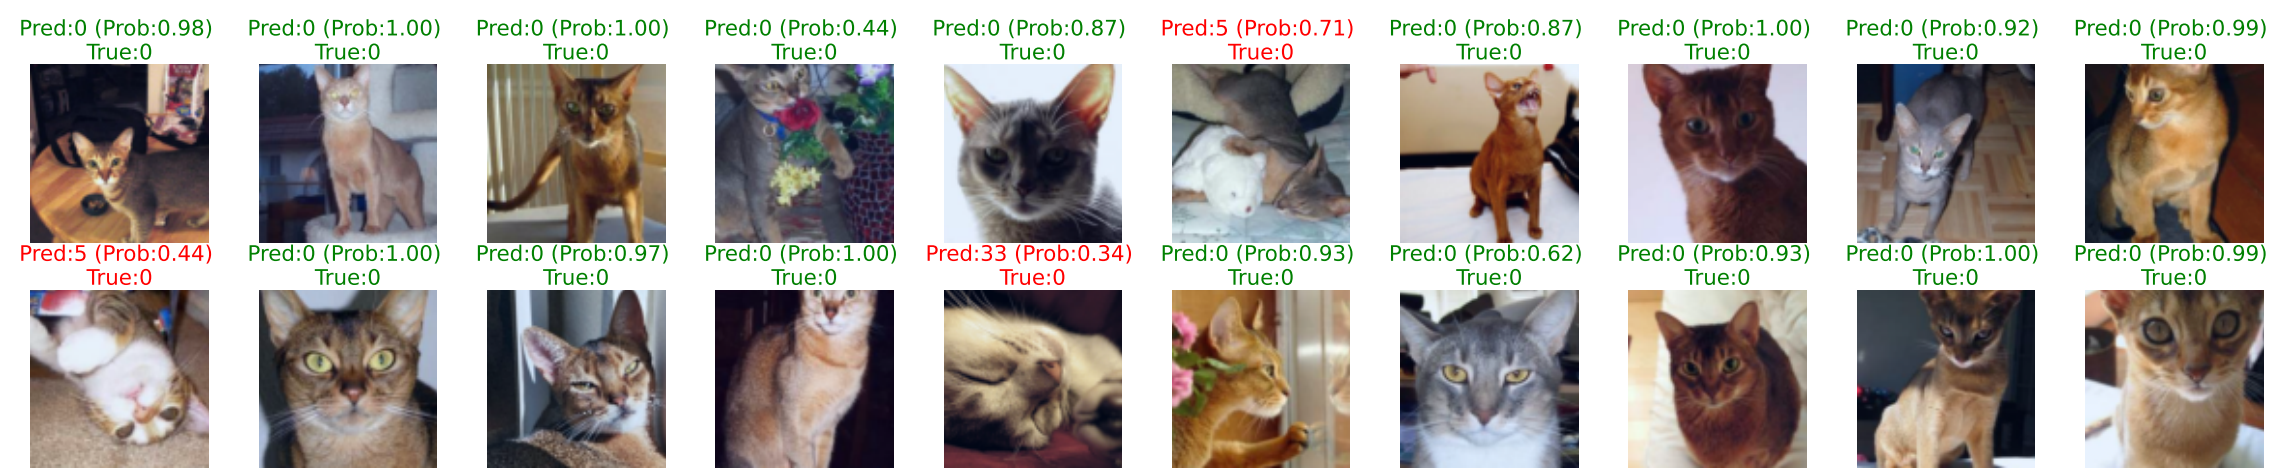 Pred:0 (Prob:0.98) Pred:0 (Prob:1.00) Pred:0 (Prob:1.00) Pred:0 (Prob:0.44) Pred:0 (Prob:0.87) Pred:5 (Prob:0.71) Pred:0 (Prob:0.87) Pred:0 (Prob:1.00) Pred:0 (Prob:0.92) Pred:0 (Prob:0.99)
True:0 True:0 True:0 True:0 True:0 True:0 True:0 True:0 True:0 True:0
Pred:5 (Prob:0.44) Pred:0 (Prob:1.00) Pred:0 (Prob:0.97) Pred:0 (Prob:1.00) Pred:33 (Prob:0.34) Pred:0 (Prob:0.93) Pred:0 (Prob:0.62) Pred:0 (Prob:0.93) Pred:0 (Prob:1.00) Pred:0 (Prob:0.99)
True:0 True:0 True:0 True:0 True:0 True:0 True:0 True:0 True:0 True:0